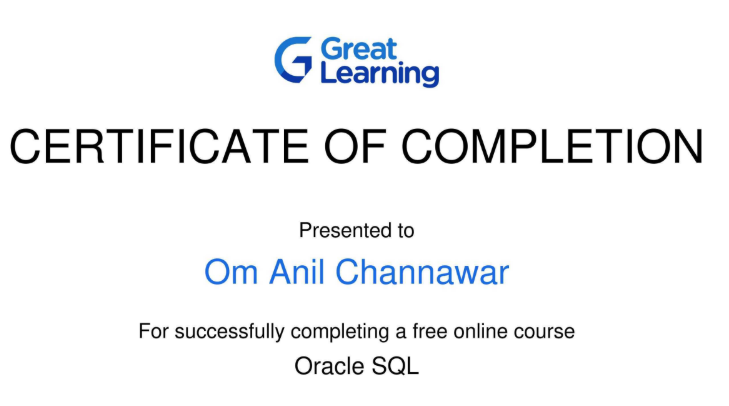 Great
Learning
CERTIFICATE OF COMPLETION
Presented to
Om Anil Channawar
For successfully completing a free online course
Oracle SQL